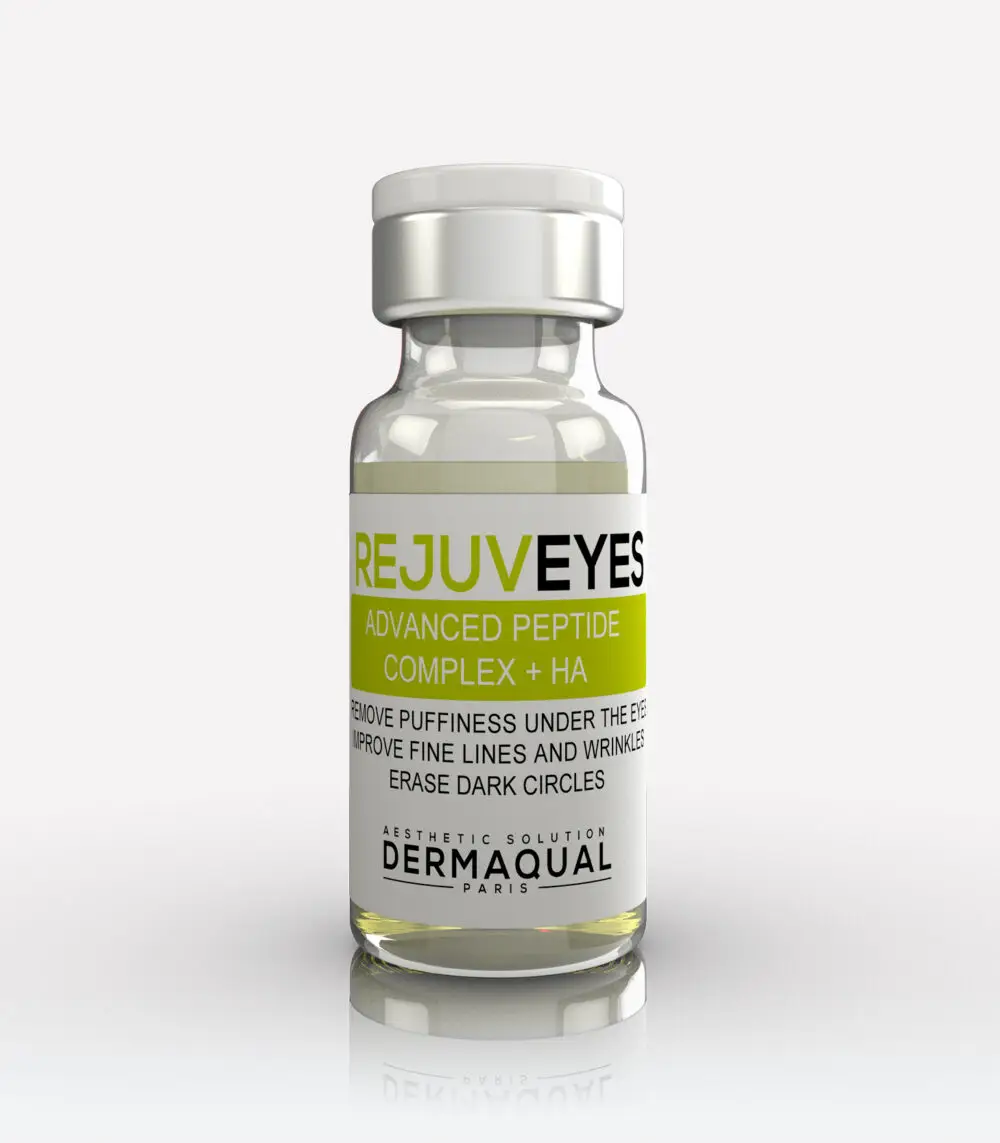 REJUVEYES
ADVANCED PEPTIDE
COMPLEX + HA
REMOVE PUFFINESS UNDER THE EYES
IMPROVE FINE LINES AND WRINKLES
ERASE DARK CIRCLES
AESTHETIC SOLUTION
DERMAQUAL
PARIS